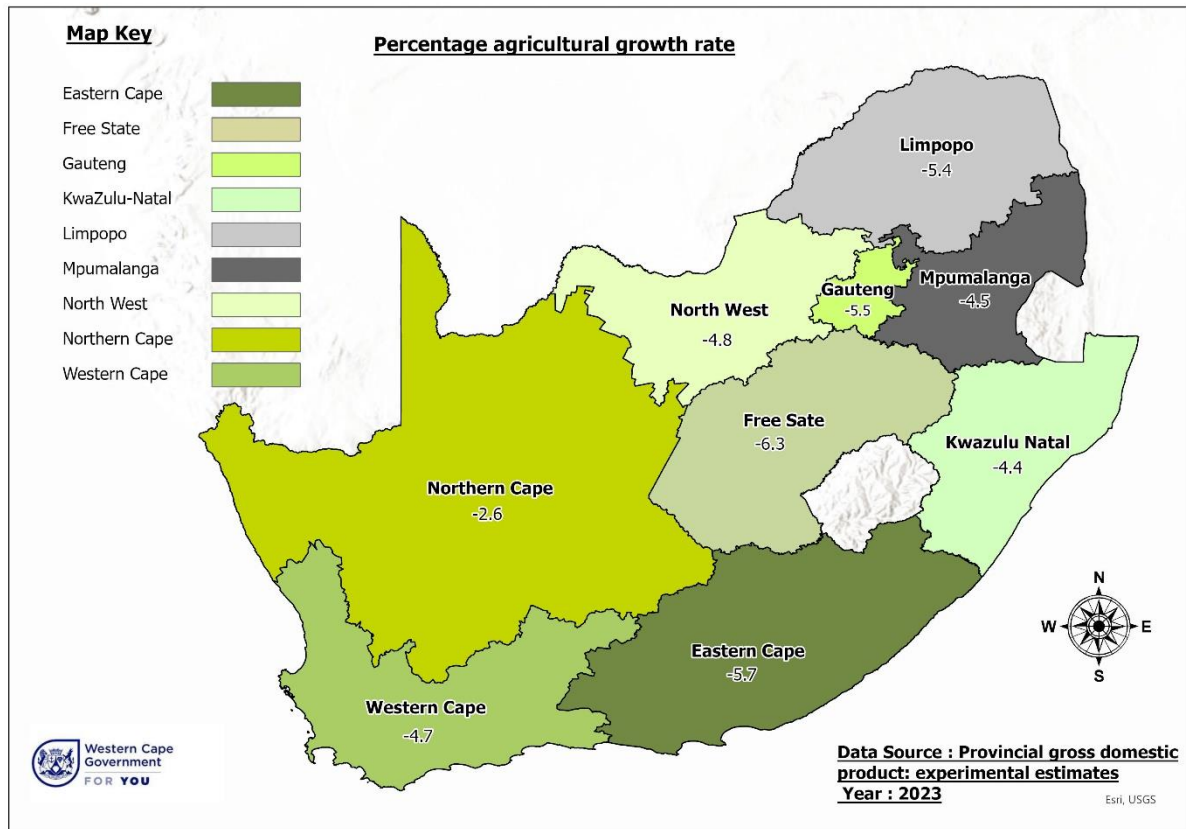 Map Key
Percentage agricultural growth rate
Eastern Cape
Free State
Gauteng
KwaZulu-Natal
Limpopo
Mpumalanga
North West
Northern Cape
Western Cape
Limpopo
-5.4
Mpumalanga
-4.5
Gauteng
-5.5
North West
-4.8
Free Sate
-6.3
Kwazulu Natal
-4.4
Northern Cape
-2.6
Eastern Cape
-5.7
Western Cape
-4.7
N
W
E
S
Western Cape
Government
FOR YOU
Data Source : Provincial gross domestic
product: experimental estimates
Year : 2023
Esri, USGS